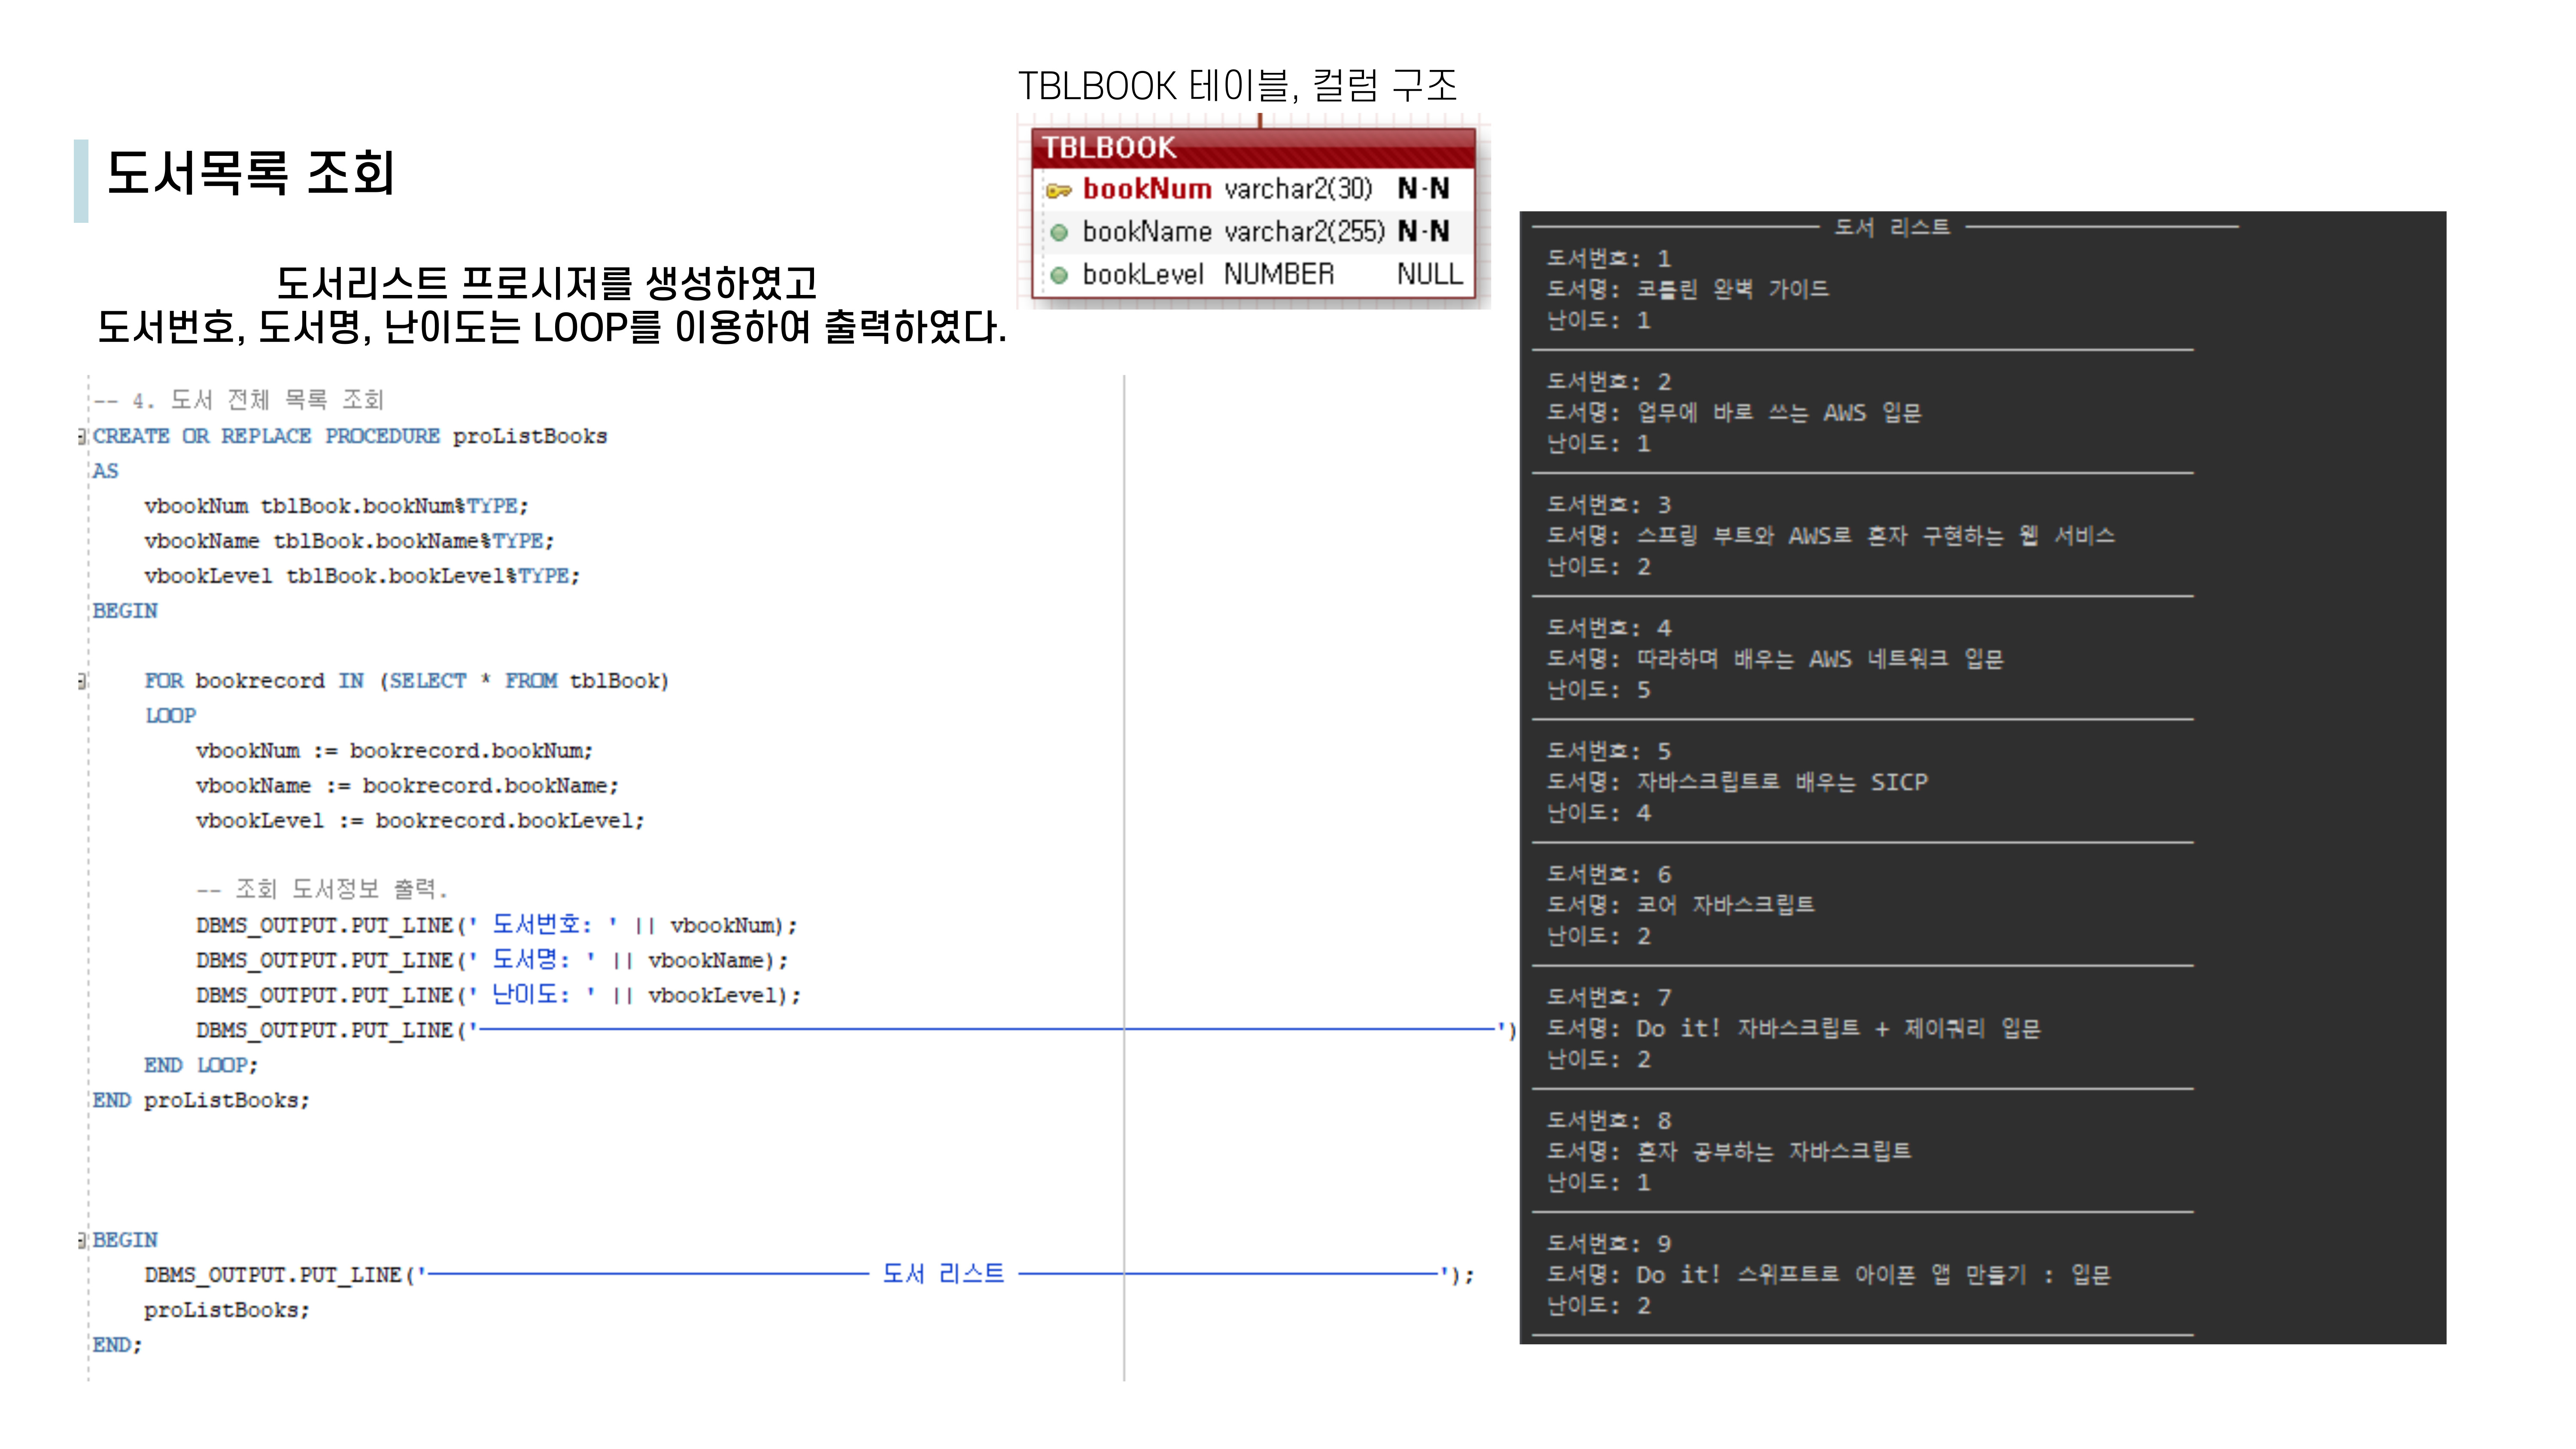 TBLBOOK 테이블, 컬럼 구조
도서목록 조회
TBLBOOK
bookNum varchar2(30) N-N
bookName varchar2(255) N-N
bookLevel NUMBER NULL
도서리스트 프로시저를 생성하였고
도서번호, 도서명, 난이도는 LOOP를 이용하여 출력하였다.
-- 4. 도서 전체 목록 조회
CREATE OR REPLACE PROCEDURE proListBooks
AS
vbookNum tblBook.bookNum%TYPE;
vbookName tblBook.bookName%TYPE;
vbookLevel tblBook.bookLevel%TYPE;
BEGIN
FOR bookrecord IN (SELECT * FROM tblBook)
LOOP
vbookNum := bookrecord.bookNum;
vbookName := bookrecord.bookName;
vbookLevel := bookrecord.bookLevel;
-- 조회 도서정보 출력.
DBMS_OUTPUT.PUT_LINE(' 도서번호: ' || vbookNum);
DBMS_OUTPUT.PUT_LINE(' 도서명: ' || vbookName);
DBMS_OUTPUT.PUT_LINE(' 난이도: ' || vbookLevel);
DBMS_OUTPUT.PUT_LINE('────────────────────────────────────────')
END LOOP;
END proListBooks;
BEGIN
DBMS_OUTPUT.PUT_LINE('───────────────── 도서 리스트 ────────────────');
proListBooks;
END;
───────────────── 도서 리스트 ────────────────
도서번호: 1
도서명: 코틀린 완벽 가이드
난이도: 1
도서번호: 2
도서명: 업무에 바로 쓰는 AWS 입문
난이도: 1
도서번호: 3
도서명: 스프링 부트와 AWS로 혼자 구현하는 웹 서비스
난이도: 2
도서번호: 4
도서명: 따라하며 배우는 AWS 네트워크 입문
난이도: 5
도서번호: 5
도서명: 자바스크립트로 배우는 SICP
난이도: 4
도서번호: 6
도서명: 코어 자바스크립트
난이도: 2
도서번호: 7
도서명: Do it! 자바스크립트 + 제이쿼리 입문
난이도: 2
도서번호: 8
도서명: 혼자 공부하는 자바스크립트
난이도: 1
도서번호: 9
도서명: Do it! 스위프트로 아이폰 앱 만들기 : 입문
난이도: 2